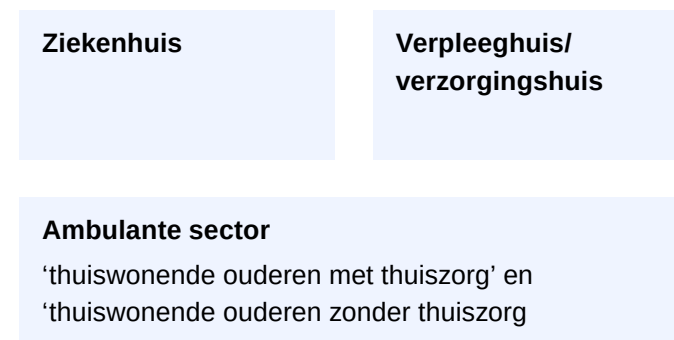 Ziekenhuis
Verpleeghuis/
verzorgingshuis
Ambulante sector
‘thuiswonende ouderen met thuiszorg’ en
‘thuiswonende ouderen zonder thuiszorg